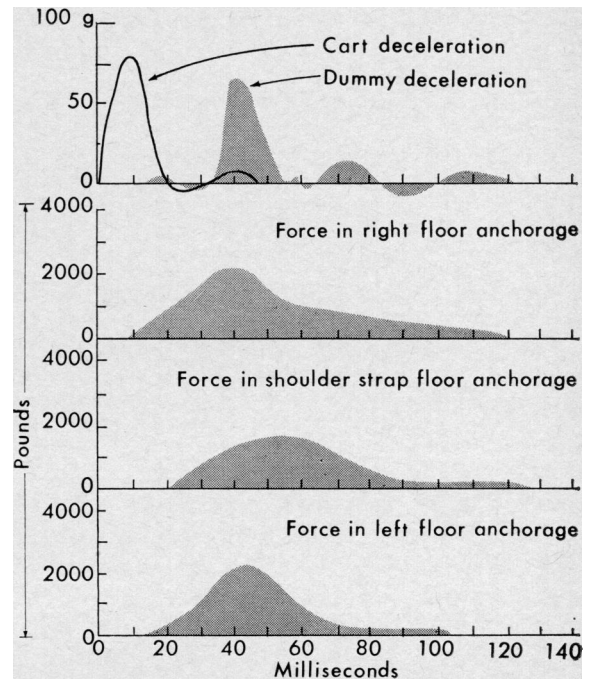 100 g
Cart deceleration
Dummy deceleration
50
0
4000
Force in right floor anchorage
2000
0
4000
Force in shoulder strap floor anchorage
2000
0
Pounds
4000
Force in left floor anchorage
2000
0
20 40 60 80 100 120 140
Milliseconds